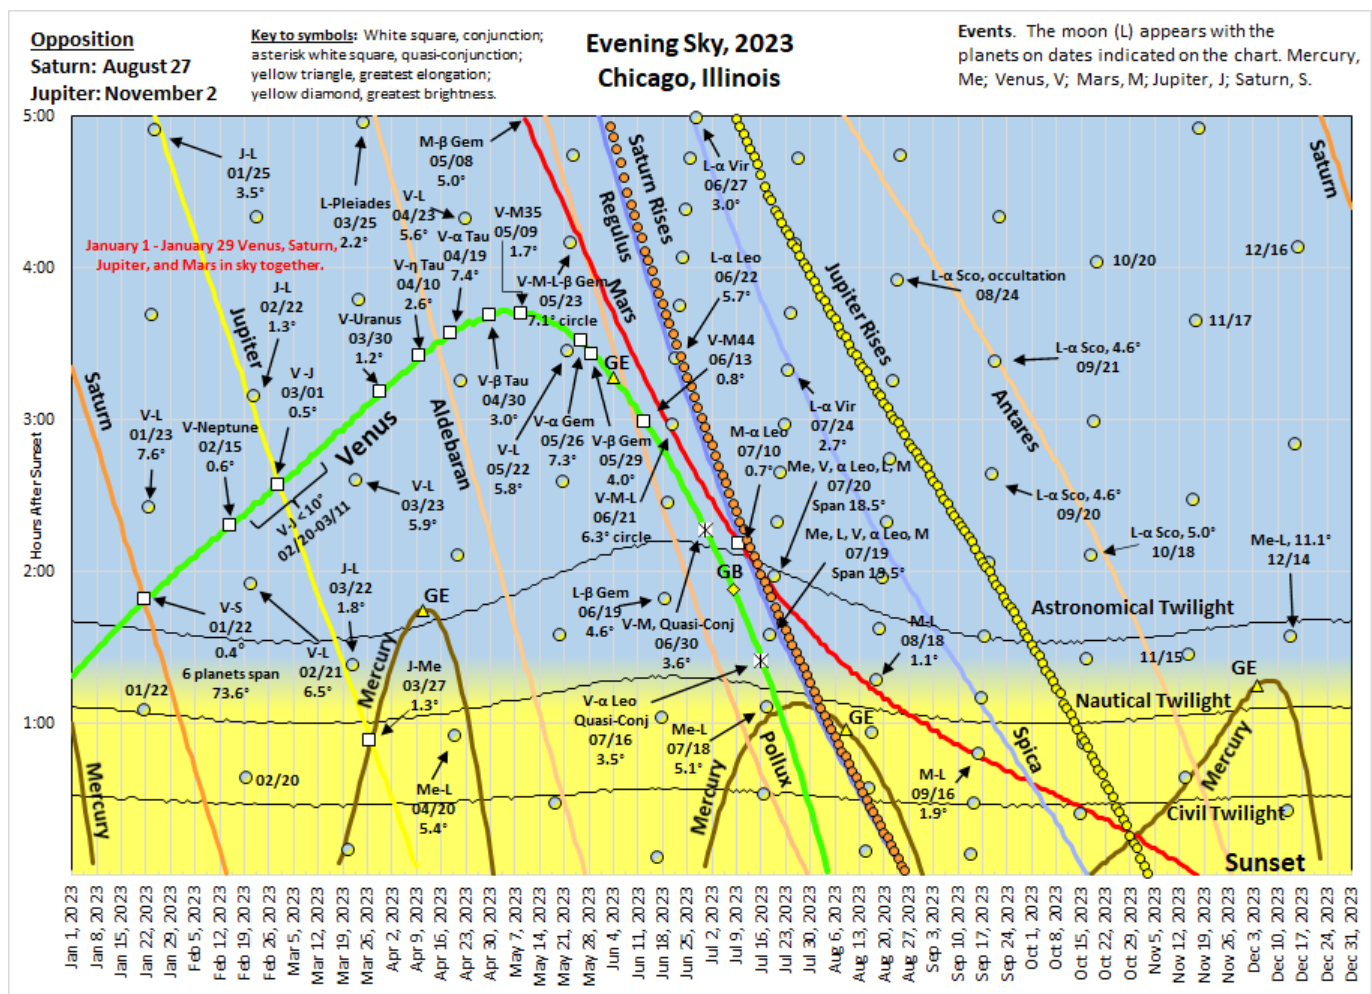 Opposition
Saturn: August 27
Jupiter: November 2
Key to symbols: White square, conjunction;
asterisk white square, quasi-conjunction;
yellow triangle, greatest elongation;
yellow diamond, greatest brightness.
Evening Sky, 2023
Chicago, Illinois
Events. The moon (L) appears with the
planets on dates indicated on the chart. Mercury,
Me; Venus, V; Mars, M; Jupiter, J; Saturn, S.
Hours After Sunset
5:00
4:00
3:00
2:00
1:00
J-L
01/25
3.5°
L-Pleiades
03/25
2.2°
M-β Gem
05/08
5.0°
V-L
04/23
5.6°
V-α Tau
04/19
7.4°
V-M35
05/09
1.7°
Regulus
Saturn Rises
L-α Vir
06/27
3.0°
Saturn
January 1 - January 29 Venus, Saturn,
Jupiter, and Mars in sky together.
J-L
02/22
1.3°
V-η Tau
04/10
2.6°
V-M-L-β Gem
05/23
7.1° circle
Mars
L-α Leo
06/22
5.7°
Jupiter Rises
L-α Sco, occultation
08/24
10/20
12/16
Jupiter
V-Uranus
03/30
1.2°
GE
V-M44
06/13
0.8°
11/17
L-α Sco, 4.6°
09/21
Saturn
V-L
01/23
7.6°
V-Neptune
02/15
0.6°
V-J
03/01
0.5°
Venus
Aldebaran
V-β Tau
04/30
3.0°
V-L
05/22
5.8°
V-α Gem
05/26
7.3°
V-β Gem
05/29
4.0°
L-α Vir
07/24
2.7°
Antares
M-α Leo
07/10
0.7°
Me, V, α Leo, L, M
07/20
Span 18.5°
V-J <10°
02/20-03/11
V-L
03/23
5.9°
V-M-L
06/21
6.3° circle
L-α Sco, 4.6°
09/20
Me, L, V, α Leo, M
07/19
Span 19.5°
L-α Sco, 5.0°
10/18
Me-L, 11.1°
12/14
J-L
03/22
1.8°
GE
GB
L-β Gem
06/19
4.6°
V-M, Quasi-Conj
06/30
3.6°
Astronomical Twilight
V-S
01/22
0.4°
6 planets span
73.6°
V-L
02/21
6.5°
Mercury
J-Me
03/27
1.3°
M-L
08/18
1.1°
11/15
GE
01/22
V-α Leo
Quasi-Conj
07/16
3.5°
Me-L
07/18
5.1°
Pollux
GE
Nautical Twilight
Spica
Mercury
Mercury
02/20
Me-L
04/20
5.4°
Mercury
M-L
09/16
1.9°
Civil Twilight
Sunset
Jan 1, 2023
Jan 8, 2023
Jan 15, 2023
Jan 22, 2023
Jan 29, 2023
Feb 5, 2023
Feb 12, 2023
Feb 19, 2023
Feb 26, 2023
Mar 5, 2023
Mar 12, 2023
Mar 19, 2023
Mar 26, 2023
Apr 2, 2023
Apr 9, 2023
Apr 16, 2023
Apr 23, 2023
Apr 30, 2023
May 7, 2023
May 14, 2023
May 21, 2023
May 28, 2023
Jun 4, 2023
Jun 11, 2023
Jun 18, 2023
Jun 25, 2023
Jul 2, 2023
Jul 9, 2023
Jul 16, 2023
Jul 23, 2023
Jul 30, 2023
Aug 6, 2023
Aug 13, 2023
Aug 20, 2023
Aug 27, 2023
Sep 3, 2023
Sep 10, 2023
Sep 17, 2023
Sep 24, 2023
Oct 1, 2023
Oct 8, 2023
Oct 15, 2023
Oct 22, 2023
Oct 29, 2023
Nov 5, 2023
Nov 12, 2023
Nov 19, 2023
Nov 26, 2023
Dec 3, 2023
Dec 10, 2023
Dec 17, 2023
Dec 24, 2023
Dec 31, 2023